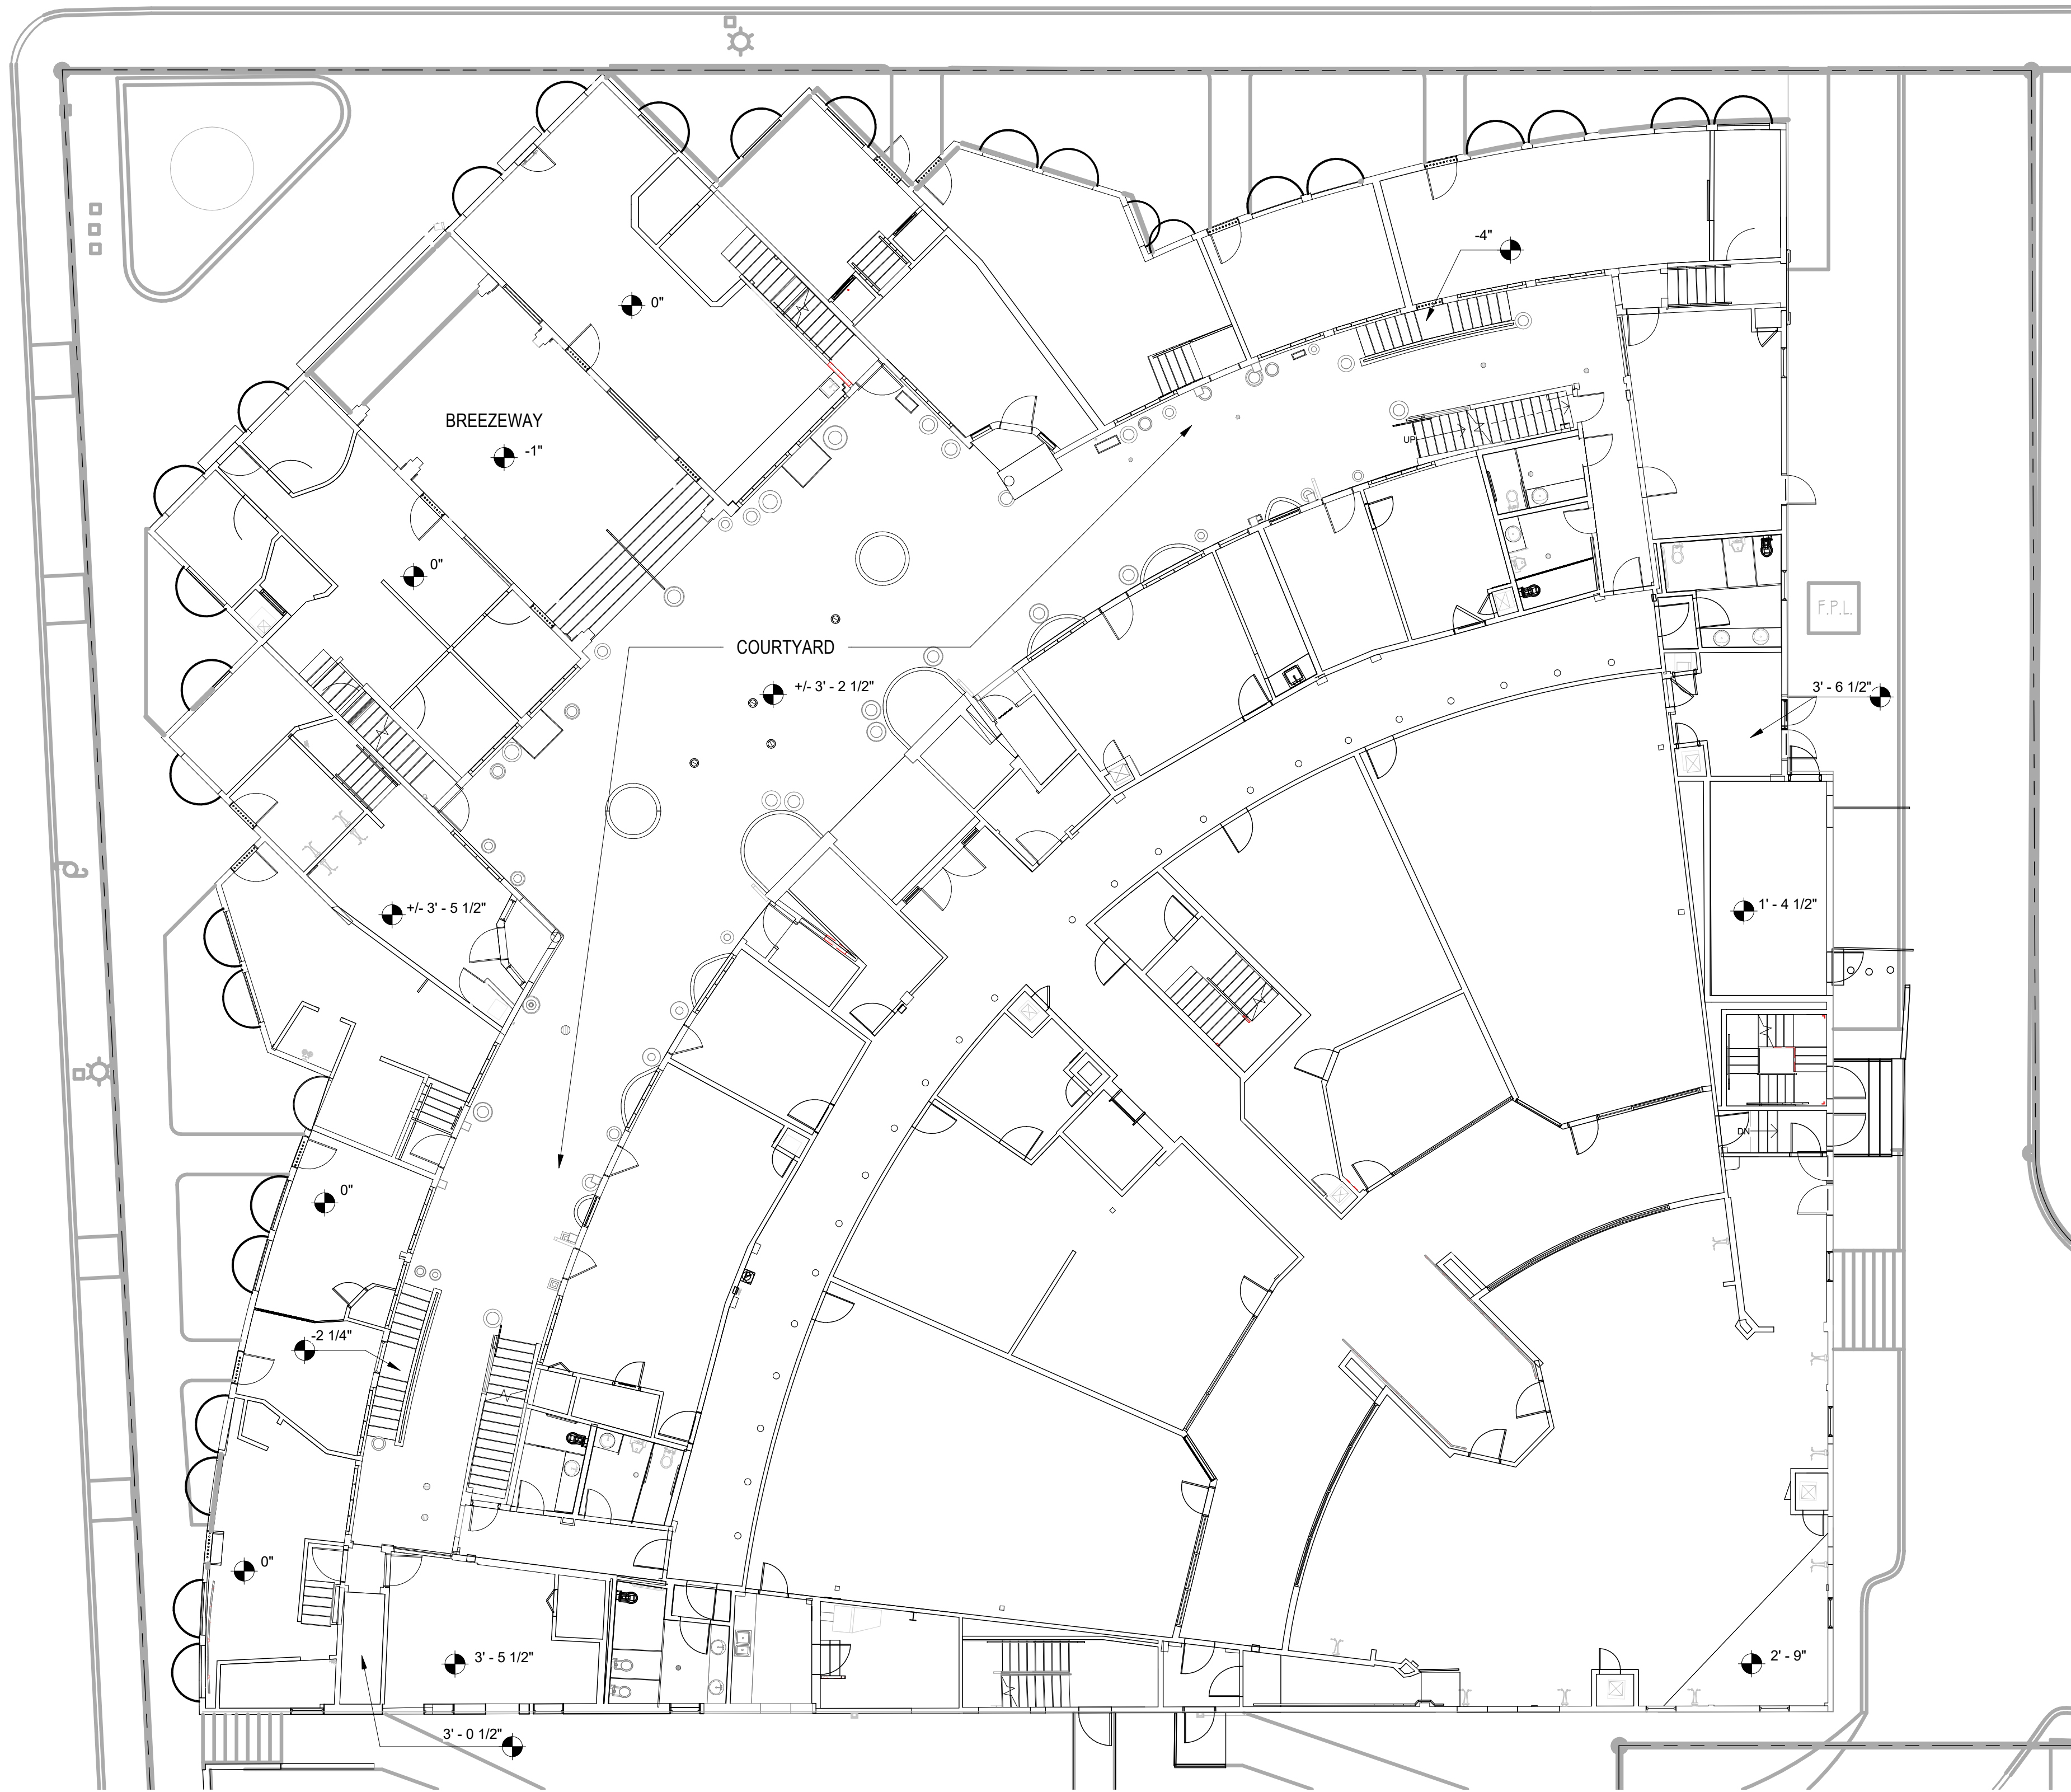 -4"
0"
BREEZEWAY
-1"
UP
0"
F.P.L.
COURTYARD
+/- 3' - 2 1/2"
3' - 6 1/2"
+/- 3' - 5 1/2"
1' - 4 1/2"
DN
0"
-2 1/4"
0"
3' - 5 1/2"
2' - 9"
3' - 0 1/2"